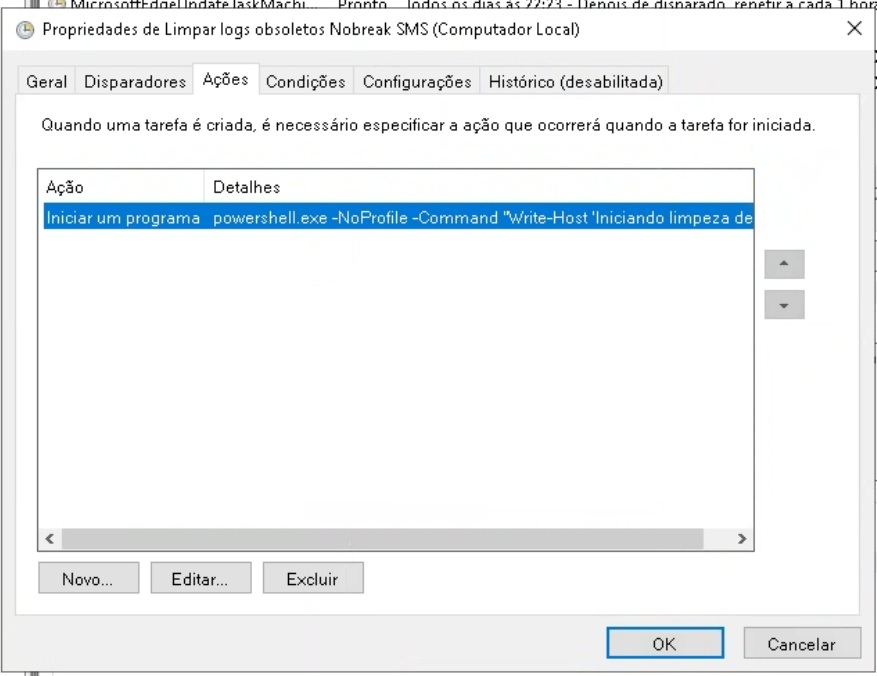 MicrosoftEdgeUpdateTaskMachi... Pronto Todos os dias às 22:23 - Depois de disparado, repetir a cada 1 hora
Propriedades de Limpar logs obsoletos Nobreak SMS (Computador Local)
Geral Disparadores Ações Condições Configurações Histórico (desabilitada)
Quando uma tarefa é criada, é necessário especificar a ação que ocorrerá quando a tarefa for iniciada.
Ação Detalhes
Iniciar um programa powershell.exe -NoProfile -Command "Write-Host 'Iniciando limpeza de
Novo... Editar... Excluir
OK Cancelar